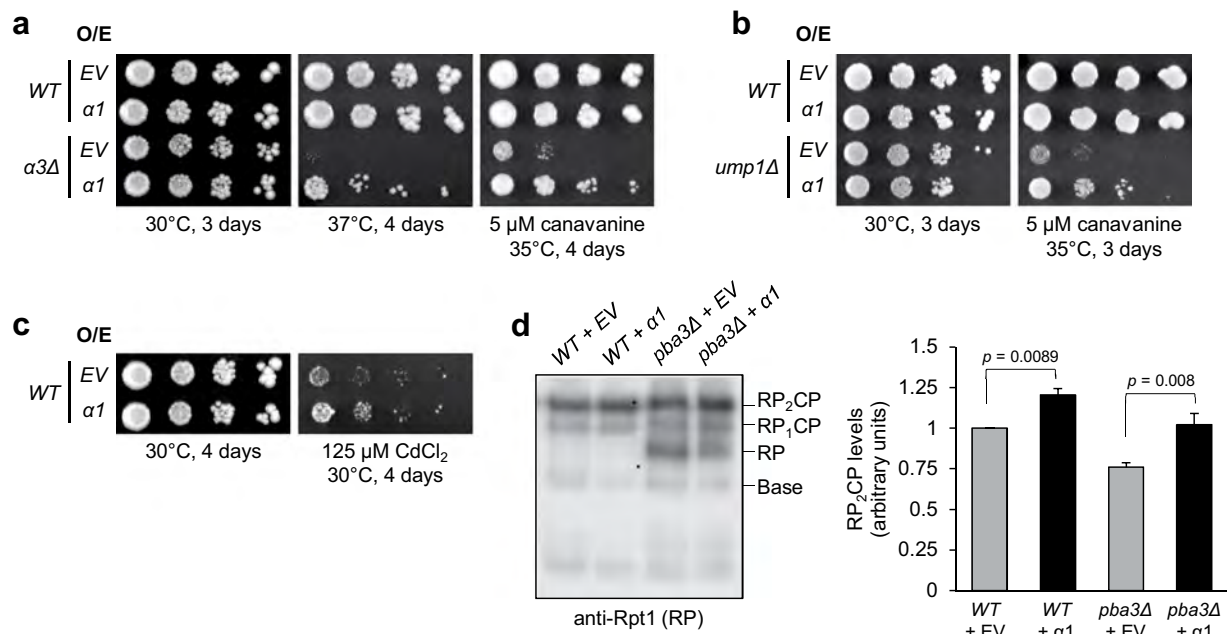 a
O/E
WT
EV
α1
α3Δ
EV
α1
30°C, 3 days
37°C, 4 days
5 µM canavanine
35°C, 4 days
b
O/E
WT
EV
α1
ump1Δ
EV
α1
30°C, 3 days
5 µM canavanine
35°C, 3 days
c
O/E
WT
EV
α1
30°C, 4 days
125 µM CdCl₂
30°C, 4 days
d
WT + EV
WT + α1
pba3Δ + EV
pba3Δ + α1
RP₂CP
RP₁CP
RP
Base
anti-Rpt1 (RP)
RP₂CP levels
(arbitrary units)
1.5
1.25
1
0.75
0.5
0.25
0
p = 0.0089
p = 0.008
WT
+ EV
WT
+ α1
pba3Δ
+ EV
pba3Δ
+ α1